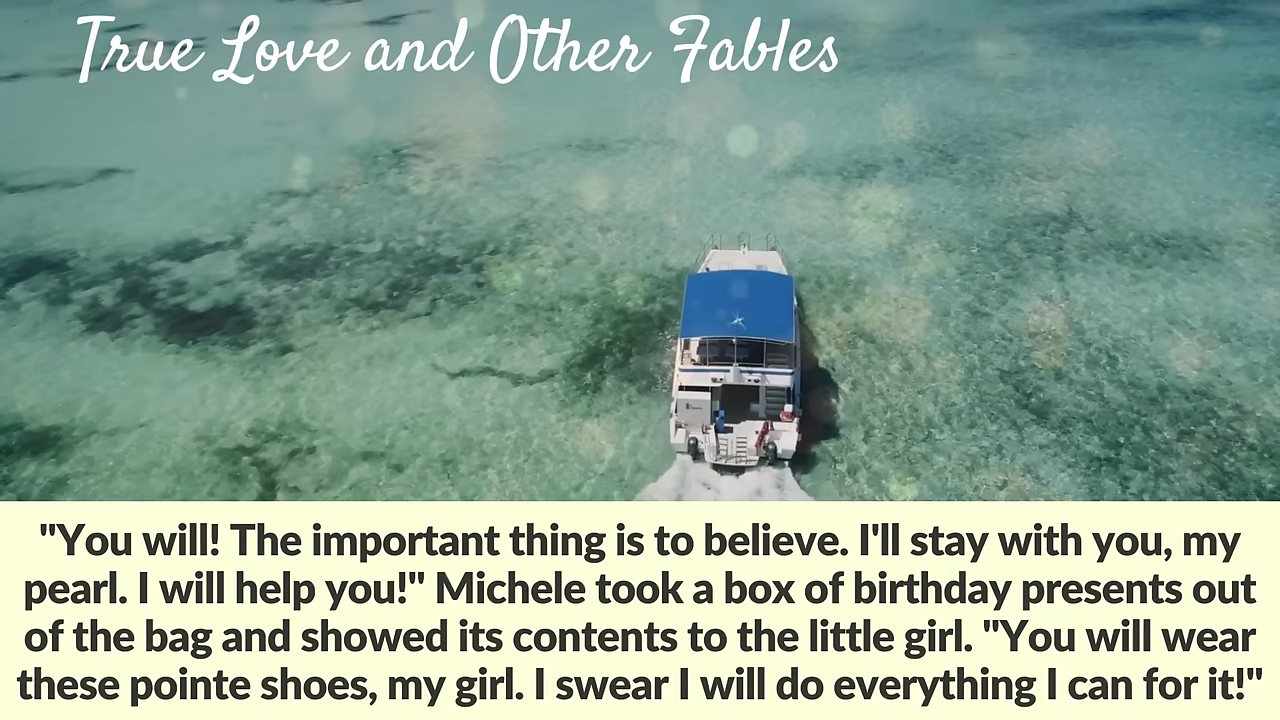 True Love and Other Fables
"You will! The important thing is to believe. I'll stay with you, my
pearl. I will help you!" Michele took a box of birthday presents out
of the bag and showed its contents to the little girl. "You will wear
these pointe shoes, my girl. I swear I will do everything I can for it!"